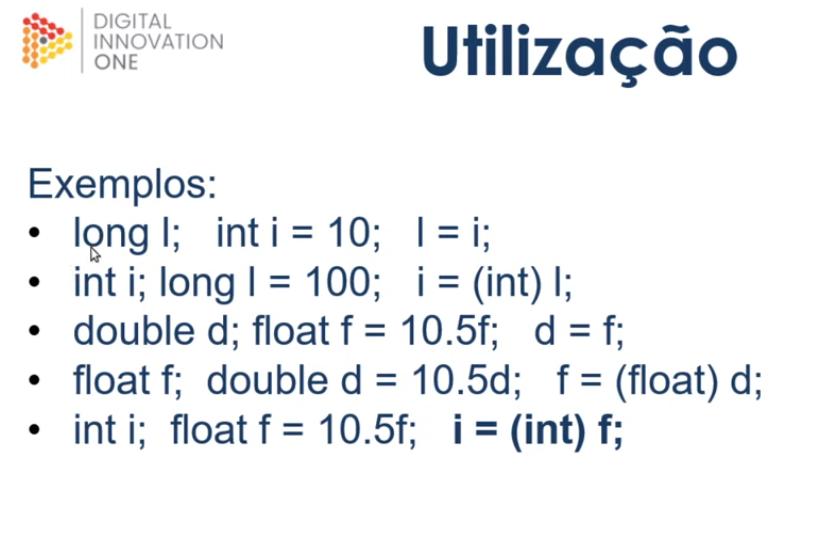 DIGITAL
INNOVATION
ONE
Utilização
Exemplos:
• long l;   int i = 10;   l = i;
• int i; long l = 100;   i = (int) l;
• double d; float f = 10.5f;   d = f;
• float f;  double d = 10.5d;   f = (float) d;
• int i;  float f = 10.5f;   i = (int) f;